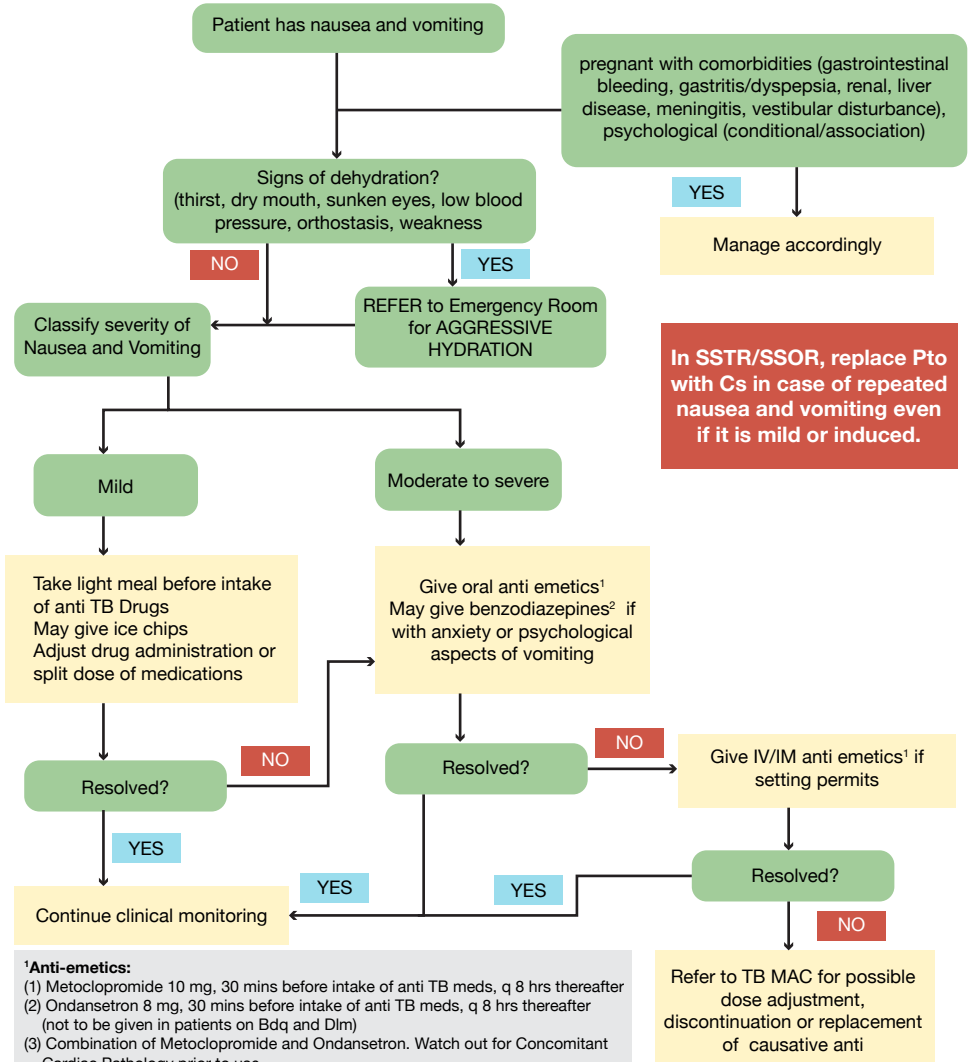 Patient has nausea and vomiting
pregnant with comorbidities (gastrointestinal
bleeding, gastritis/dyspepsia, renal, liver
disease, meningitis, vestibular disturbance),
psychological (conditional/association)
YES
Manage accordingly
Signs of dehydration?
(thirst, dry mouth, sunken eyes, low blood
pressure, orthostasis, weakness
NO
YES
REFER to Emergency Room
for AGGRESSIVE
HYDRATION
Classify severity of
Nausea and Vomiting
In SSTR/SSOR, replace Pto
with Cs in case of repeated
nausea and vomiting even
if it is mild or induced.
Mild
Moderate to severe
Take light meal before intake
of anti TB Drugs
May give ice chips
Adjust drug administration or
split dose of medications
Give oral anti emetics¹
May give benzodiazepines² if
with anxiety or psychological
aspects of vomiting
Resolved?
NO
YES
Resolved?
NO
YES
Give IV/IM anti emetics¹ if
setting permits
Resolved?
YES
NO
Continue clinical monitoring
Refer to TB MAC for possible
dose adjustment,
discontinuation or replacement
of causative anti
¹Anti-emetics:
(1) Metoclopromide 10 mg, 30 mins before intake of anti TB meds, q 8 hrs thereafter
(2) Ondansetron 8 mg, 30 mins before intake of anti TB meds, q 8 hrs thereafter
(not to be given in patients on Bdq and Dlm)
(3) Combination of Metoclopromide and Ondansetron. Watch out for Concomitant
Cardiac Pathology prior to use